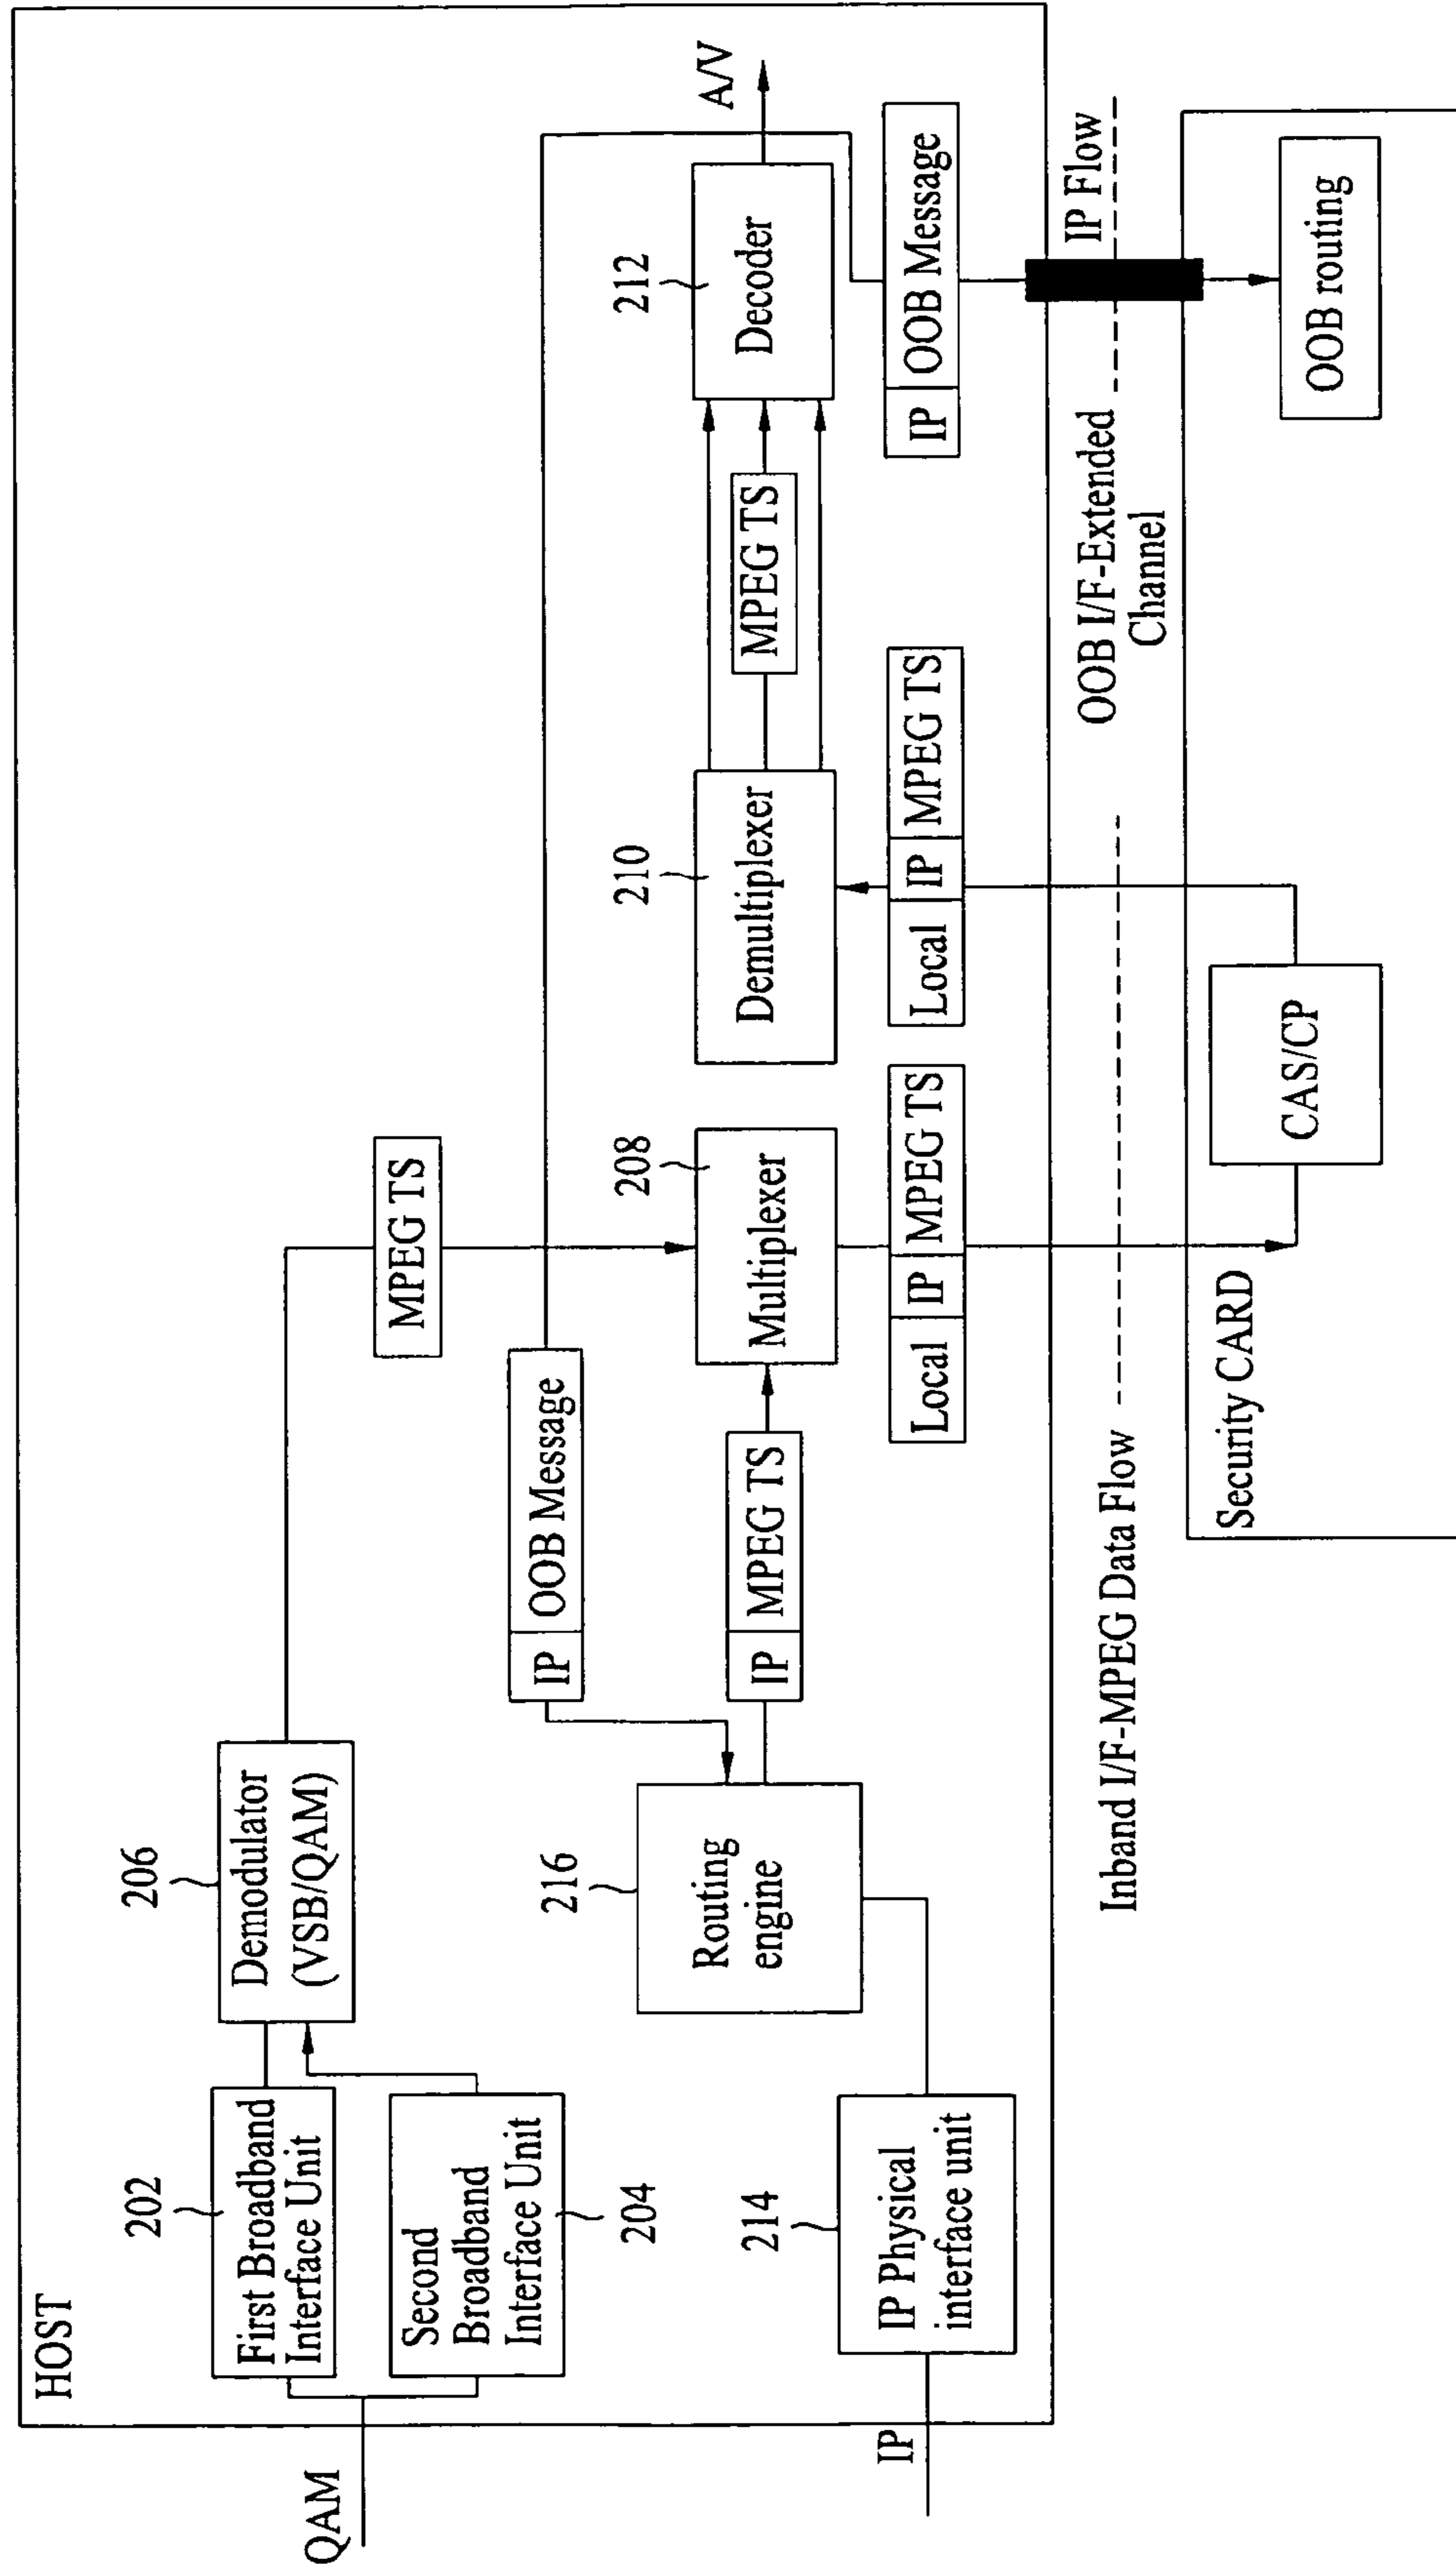 HOST
QAM
202
First Broadband
Interface Unit
Second
Broadband
Interface Unit
204
206
Demodulator
(VSB/QAM)
MPEG TS
IP
214
IP Physical
interface unit
216
Routing
engine
IP OOB Message
IP MPEG TS
208
Multiplexer
Local IP MPEG TS
210
Demultiplexer
Local IP MPEG TS
MPEG TS
212
Decoder
A/V
IP OOB Message
Inband I/F-MPEG Data Flow
OOB I/F-Extended
Channel
IP Flow
Security CARD
CAS/CP
OOB routing